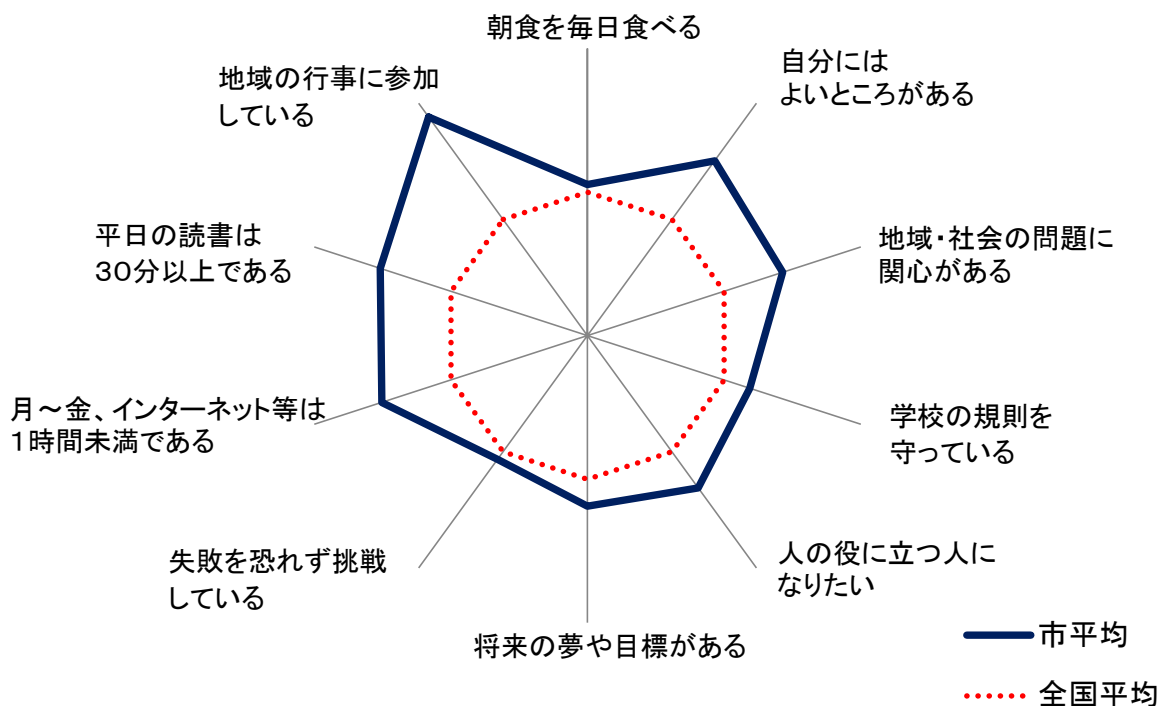 朝食を毎日食べる
自分には
よいところがある
地域・社会の問題に
関心がある
学校の規則を
守っている
人の役に立つ人に
なりたい
将来の夢や目標がある
失敗を恐れず挑戦
している
月～金、インターネット等は
1時間未満である
平日の読書は
30分以上である
地域の行事に参加
している
市平均
全国平均